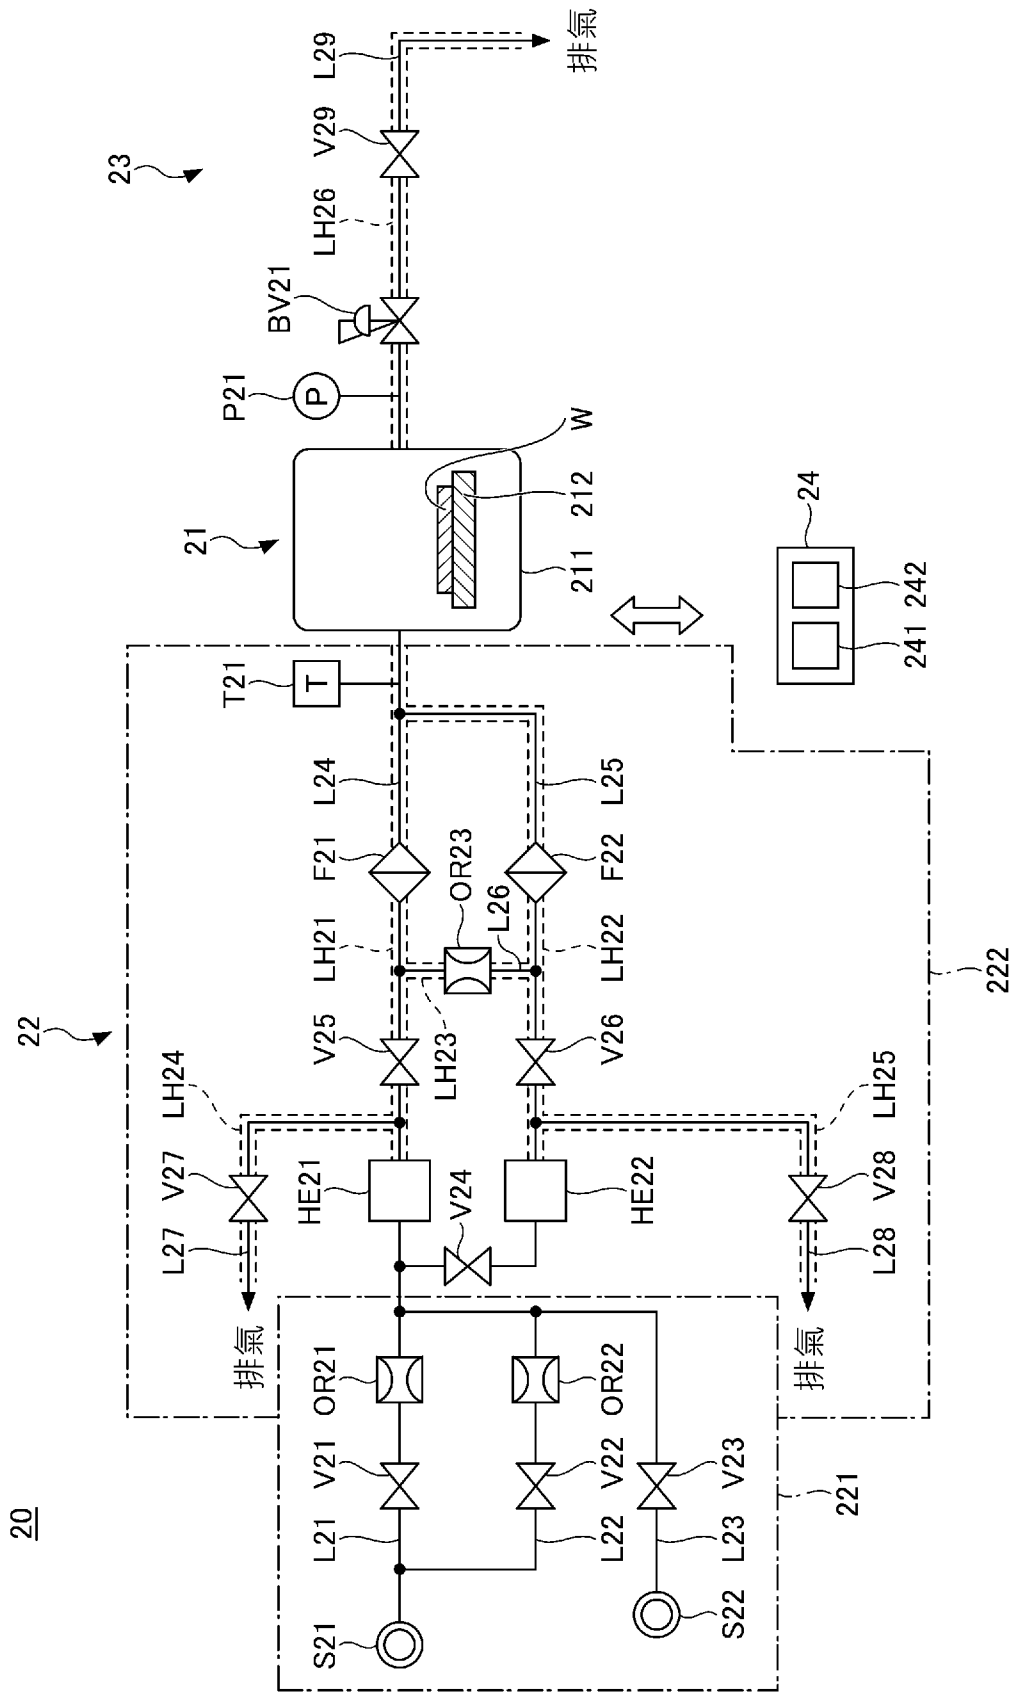 20
22
23
S21
L21
V21
OR21
L22
V22
OR22
S22
L23
V23
221
排氣
L27
V27
LH24
HE21
V24
HE22
排氣
L28
V28
LH25
V25
LH21
F21
L24
T21
T
LH23
L26
OR23
V26
LH22
F22
L25
222
21
211
212
W
P21
P
BV21
LH26
V29
L29
排氣
24
241
242